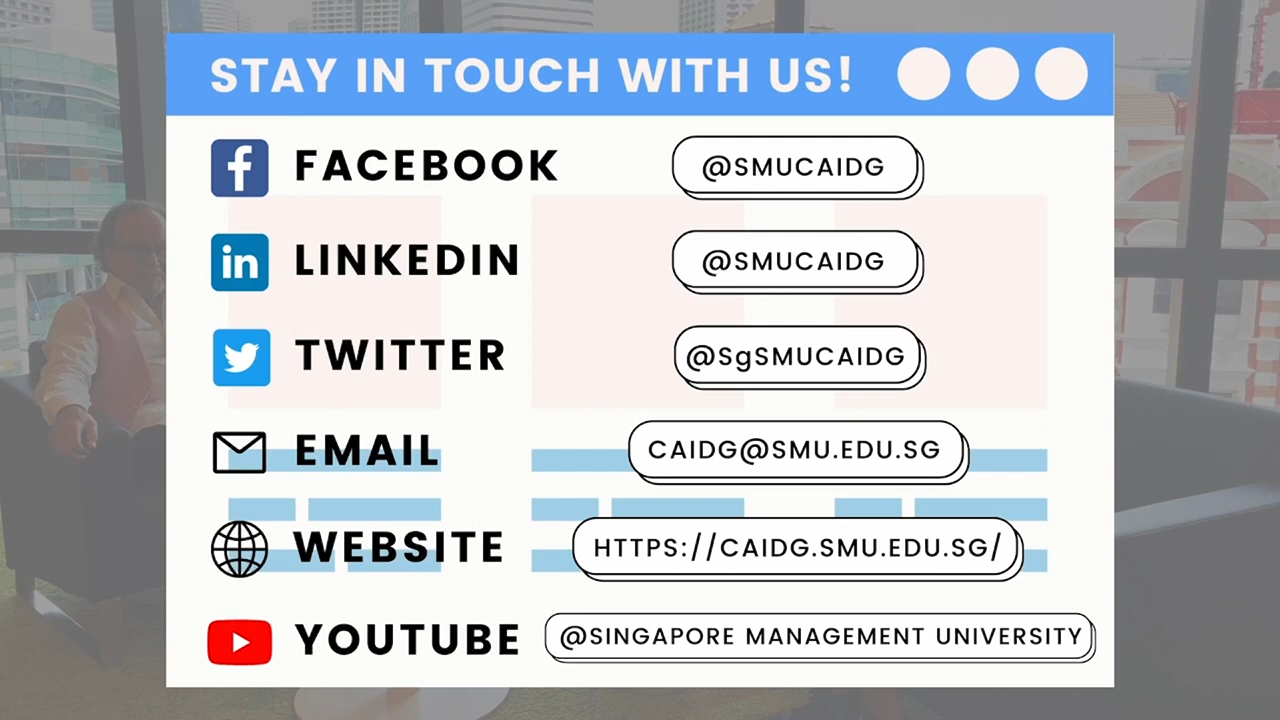 STAY IN TOUCH WITH US!
FACEBOOK @SMUCAIDG
LINKEDIN @SMUCAIDG
TWITTER @SgSMUCAIDG
EMAIL CAIDG@SMU.EDU.SG
WEBSITE HTTPS://CAIDG.SMU.EDU.SG/
YOUTUBE @SINGAPORE MANAGEMENT UNIVERSITY